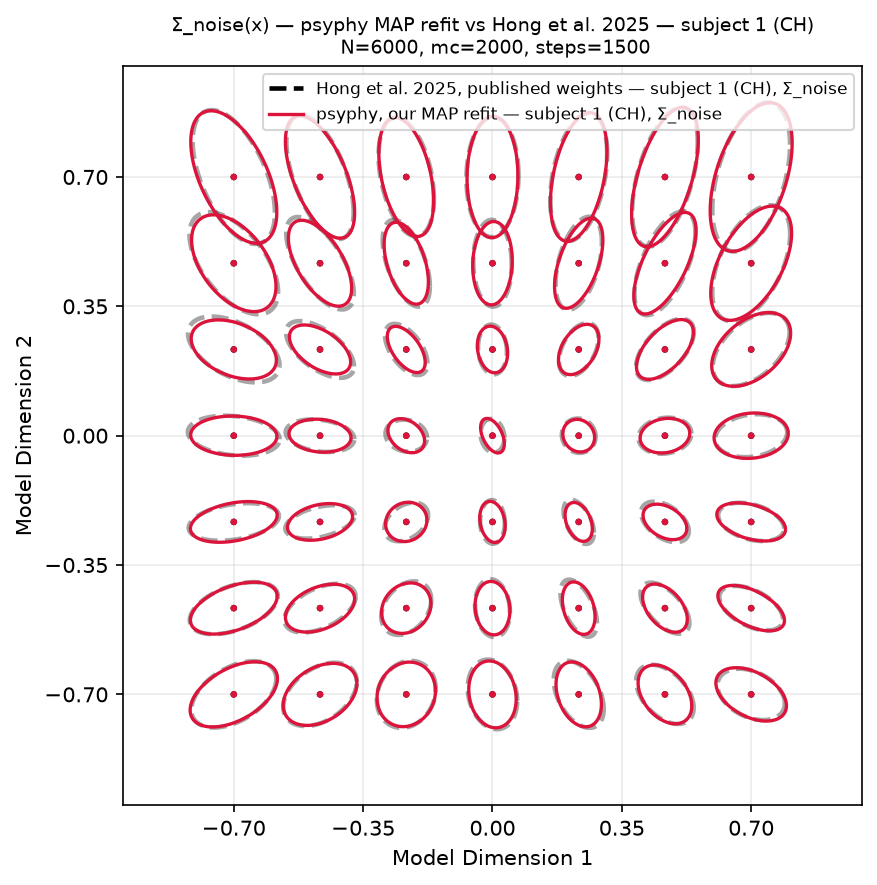 Σ_noise(x) — psyphy MAP refit vs Hong et al. 2025 — subject 1 (CH)
N=6000, mc=2000, steps=1500
Hong et al. 2025, published weights — subject 1 (CH), Σ_noise
psyphy, our MAP refit — subject 1 (CH), Σ_noise
0.70
0.35
0.00
−0.35
−0.70
Model Dimension 2
−0.70
−0.35
0.00
0.35
0.70
Model Dimension 1